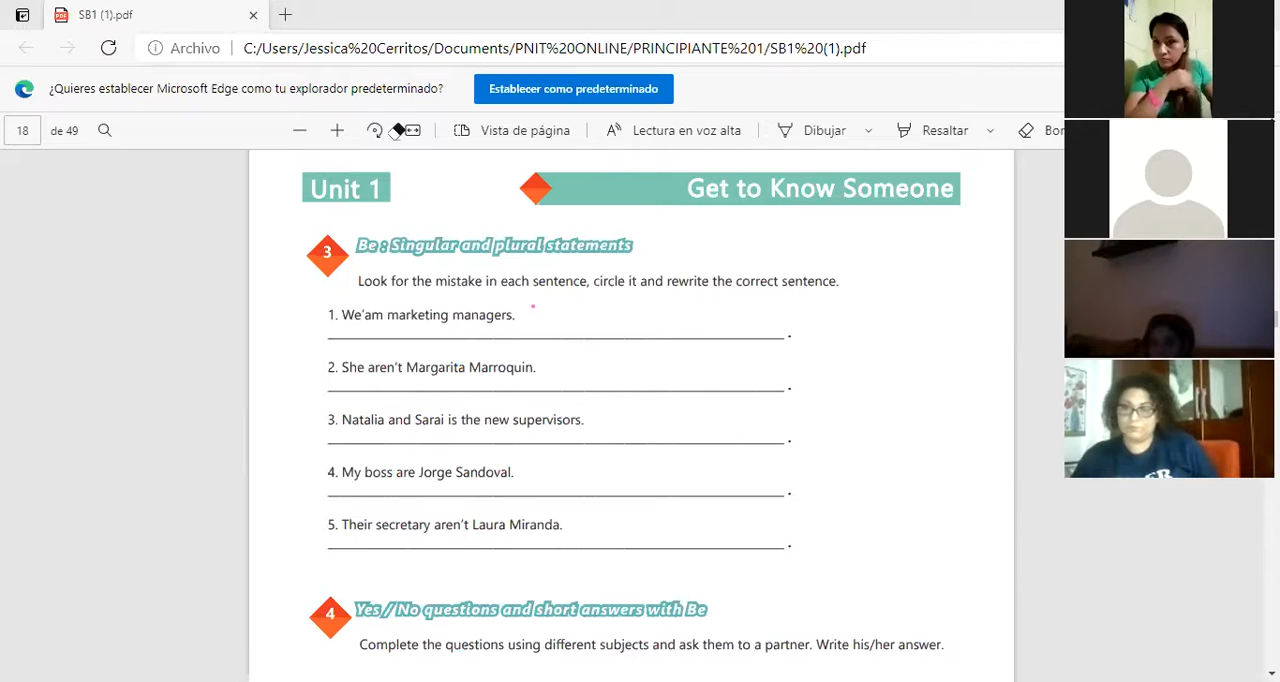 SB1 (1).pdf
Archivo C:/Users/Jessica%20Cerritos/Documents/PNIT%20ONLINE/PRINCIPIANTE%201/SB1%20(1).pdf
¿Quieres establecer Microsoft Edge como tu explorador predeterminado? Establecer como predeterminado
18 de 49 Vista de página Lectura en voz alta Dibujar Resaltar Bor
Unit 1 Get to Know Someone
3 Be : Singular and plural statements
Look for the mistake in each sentence, circle it and rewrite the correct sentence.
1. We'am marketing managers.
2. She aren't Margarita Marroquin.
3. Natalia and Sarai is the new supervisors.
4. My boss are Jorge Sandoval.
5. Their secretary aren't Laura Miranda.
4 Yes / No questions and short answers with Be
Complete the questions using different subjects and ask them to a partner. Write his/her answer.